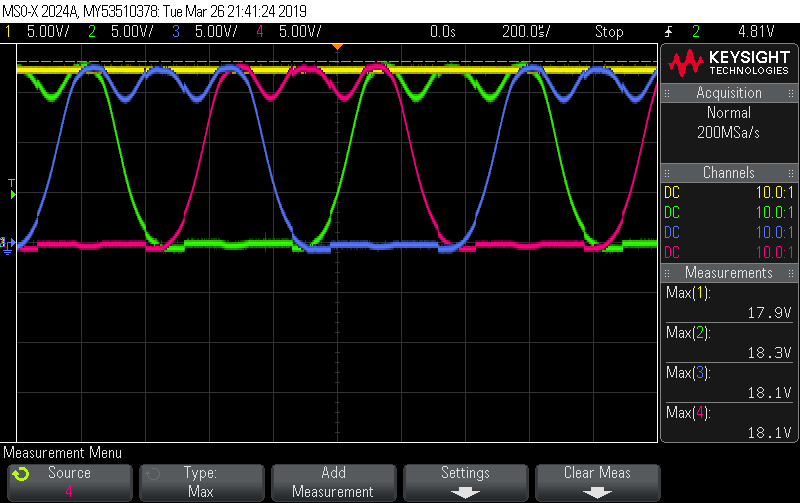 MSO-X 2024A, MY53510378: Tue Mar 26 21:41:24 2019
1 5.00V/ 2 5.00V/ 3 5.00V/ 4 5.00V/ 0.0s 200.0s/ Stop 2 4.81V
KEYSIGHT
TECHNOLOGIES
Acquisition
Normal
200MSa/s
Channels
DC 10.0:1
DC 10.0:1
DC 10.0:1
DC 10.0:1
Measurements
Max(1):
17.9V
Max(2):
18.3V
Max(3):
18.1V
Max(4):
18.1V
T
Measurement Menu
Source
4
Type:
Max
Add
Measurement
Settings
Clear Meas